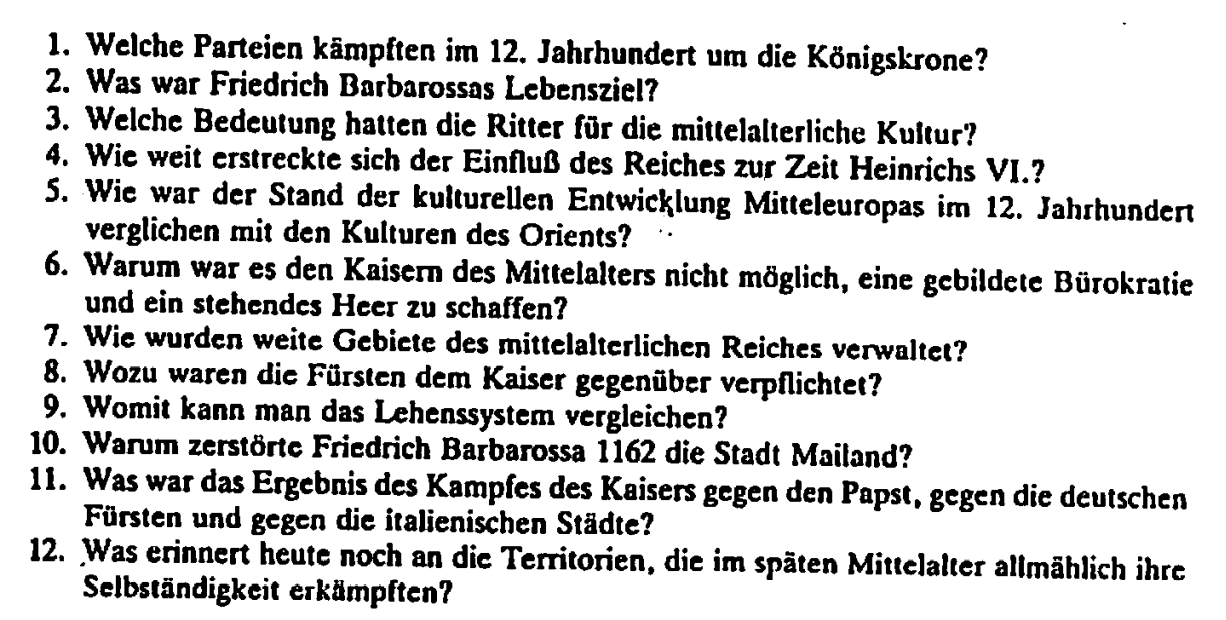 1. Welche Parteien kämpften im 12. Jahrhundert um die Königskrone?
2. Was war Friedrich Barbarossas Lebensziel?
3. Welche Bedeutung hatten die Ritter für die mittelalterliche Kultur?
4. Wie weit erstreckte sich der Einfluß des Reiches zur Zeit Heinrichs VI.?
5. Wie war der Stand der kulturellen Entwicklung Mitteleuropas im 12. Jahrhundert
verglichen mit den Kulturen des Orients?
6. Warum war es den Kaisern des Mittelalters nicht möglich, eine gebildete Bürokratie
und ein stehendes Heer zu schaffen?
7. Wie wurden weite Gebiete des mittelalterlichen Reiches verwaltet?
8. Wozu waren die Fürsten dem Kaiser gegenüber verpflichtet?
9. Womit kann man das Lehenssystem vergleichen?
10. Warum zerstörte Friedrich Barbarossa 1162 die Stadt Mailand?
11. Was war das Ergebnis des Kampfes des Kaisers gegen den Papst, gegen die deutschen
Fürsten und gegen die italienischen Städte?
12. Was erinnert heute noch an die Territorien, die im späten Mittelalter allmählich ihre
Selbständigkeit erkämpften?